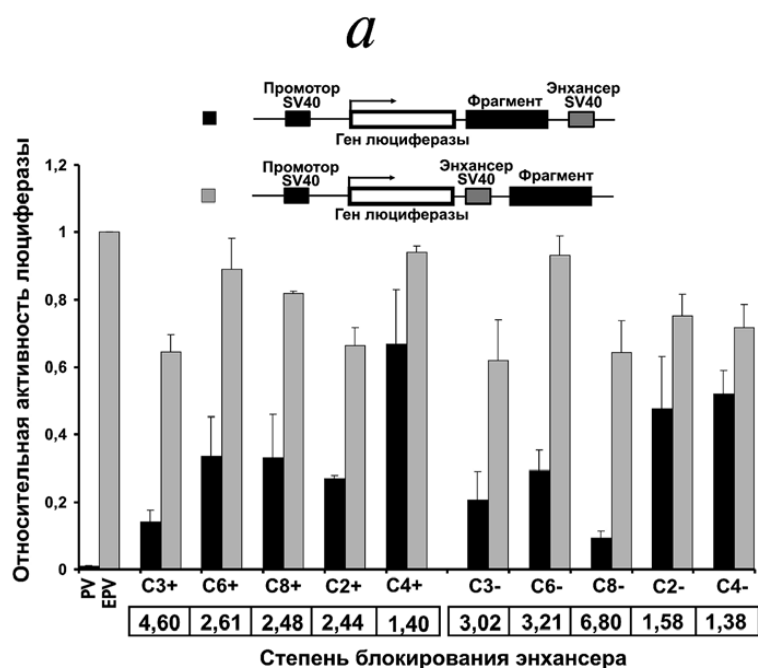 a
Промотор
SV40
Фрагмент
Энхансер
SV40
Ген люциферазы
Промотор
SV40
Энхансер
SV40
Фрагмент
Ген люциферазы
Относительная активность люциферазы
1,2
1
0,8
0,6
0,4
0,2
0
PV
EPV
C3+ C6+ C8+ C2+ C4+ C3- C6- C8- C2- C4-
4,60 2,61 2,48 2,44 1,40 3,02 3,21 6,80 1,58 1,38
Степень блокирования энхансера